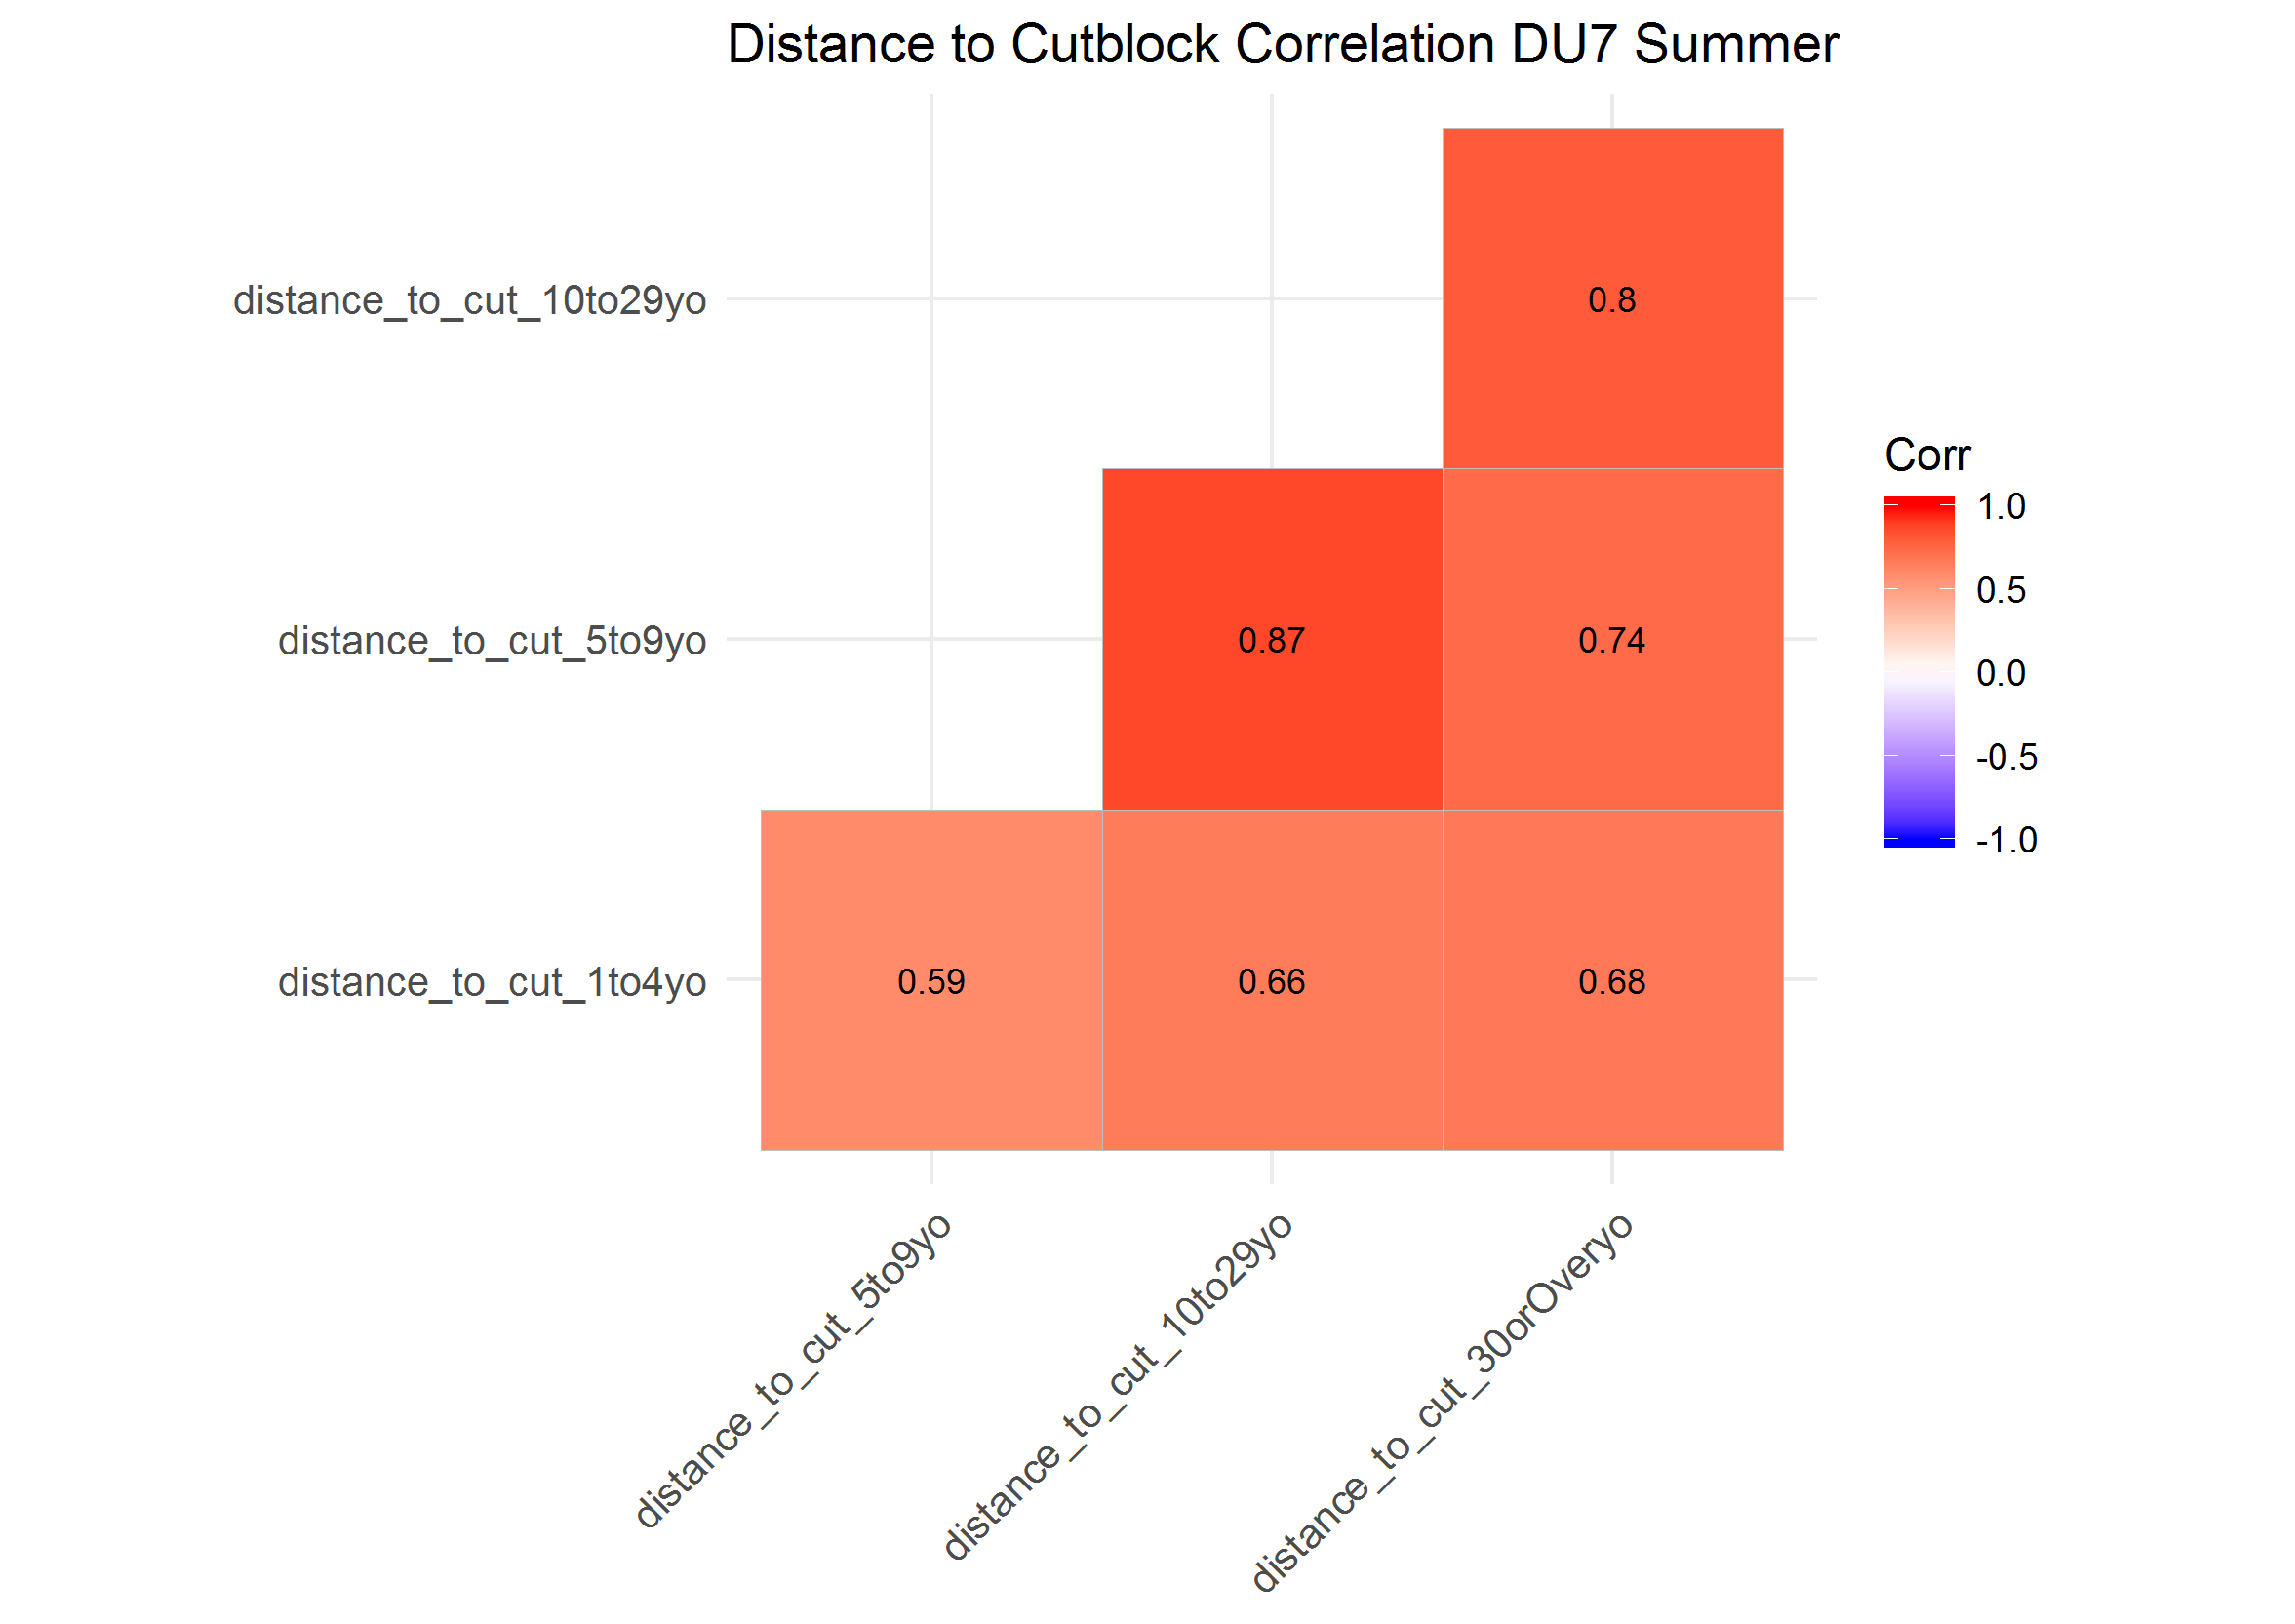 Distance to Cutblock Correlation DU7 Summer
distance_to_cut_10to29yo
0.8
distance_to_cut_5to9yo
0.87
0.74
distance_to_cut_1to4yo
0.59
0.66
0.68
distance_to_cut_5to9yo
distance_to_cut_10to29yo
distance_to_cut_30orOveryo
Corr
1.0
0.5
0.0
-0.5
-1.0